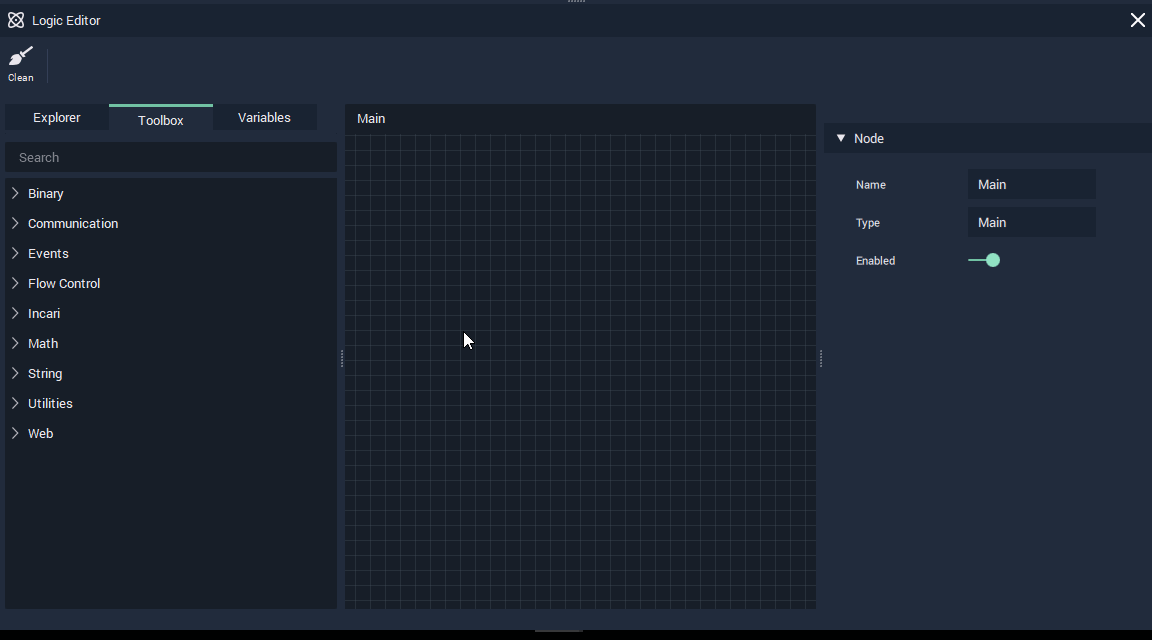 Logic Editor
Clean
Explorer Toolbox Variables
Search
Binary
Communication
Events
Flow Control
Incari
Math
String
Utilities
Web
Main
Node
Name Main
Type Main
Enabled